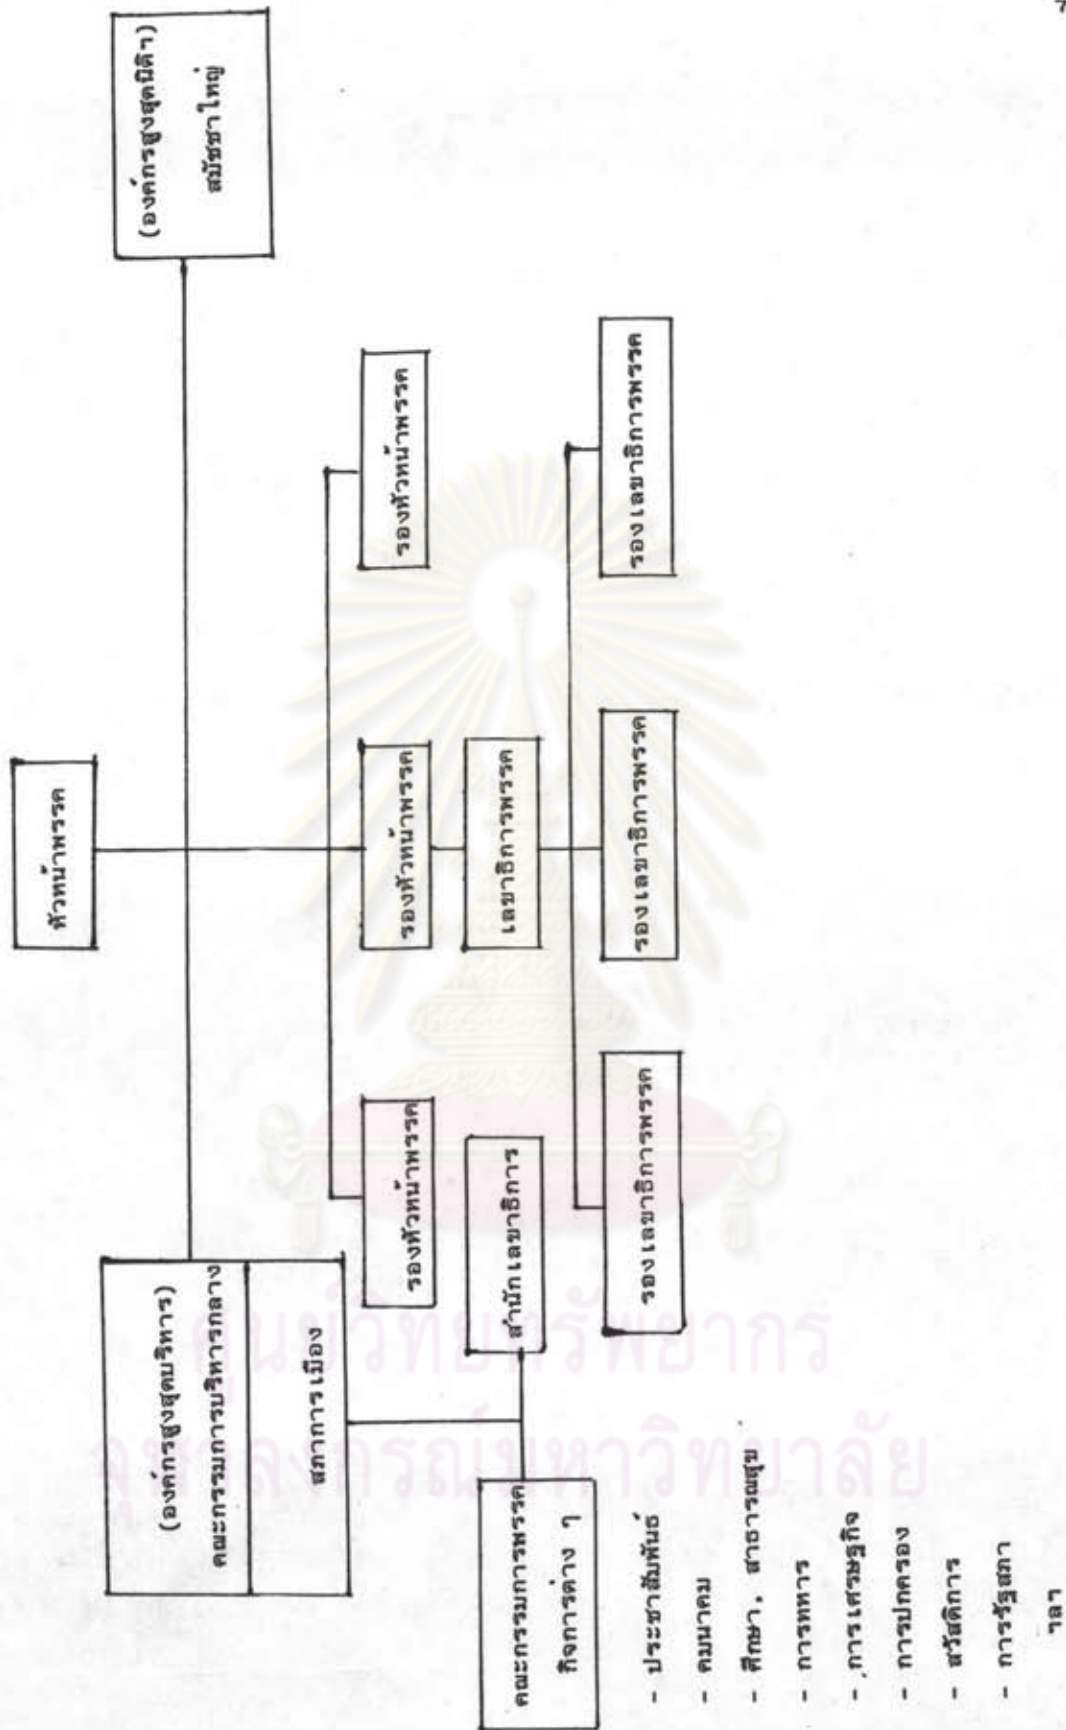 หัวหน้าพรรค
(องค์การสูงสุดบริหาร)
คณะกรรมการบริหารกลาง
สภาการเมือง
(องค์การสูงสุดนิติฯ)
สมัชชาใหญ่
รองหัวหน้าพรรค
รองหัวหน้าพรรค
รองหัวหน้าพรรค
สำนักเลขาธิการ
เลขาธิการพรรค
คณะกรรมการพรรค
กิจการต่าง ๆ
รองเลขาธิการพรรค
รองเลขาธิการพรรค
รองเลขาธิการพรรค
- ประชาสัมพันธ์
- คมนาคม
- ศึกษา, สาธารณสุข
- การทหาร
- การเศรษฐกิจ
- การปกครอง
- สวัสดิการ
- การรัฐสภา
ฯลฯ
ศูนย์วิทยทรัพยากร
จุฬาลงกรณ์มหาวิทยาลัย